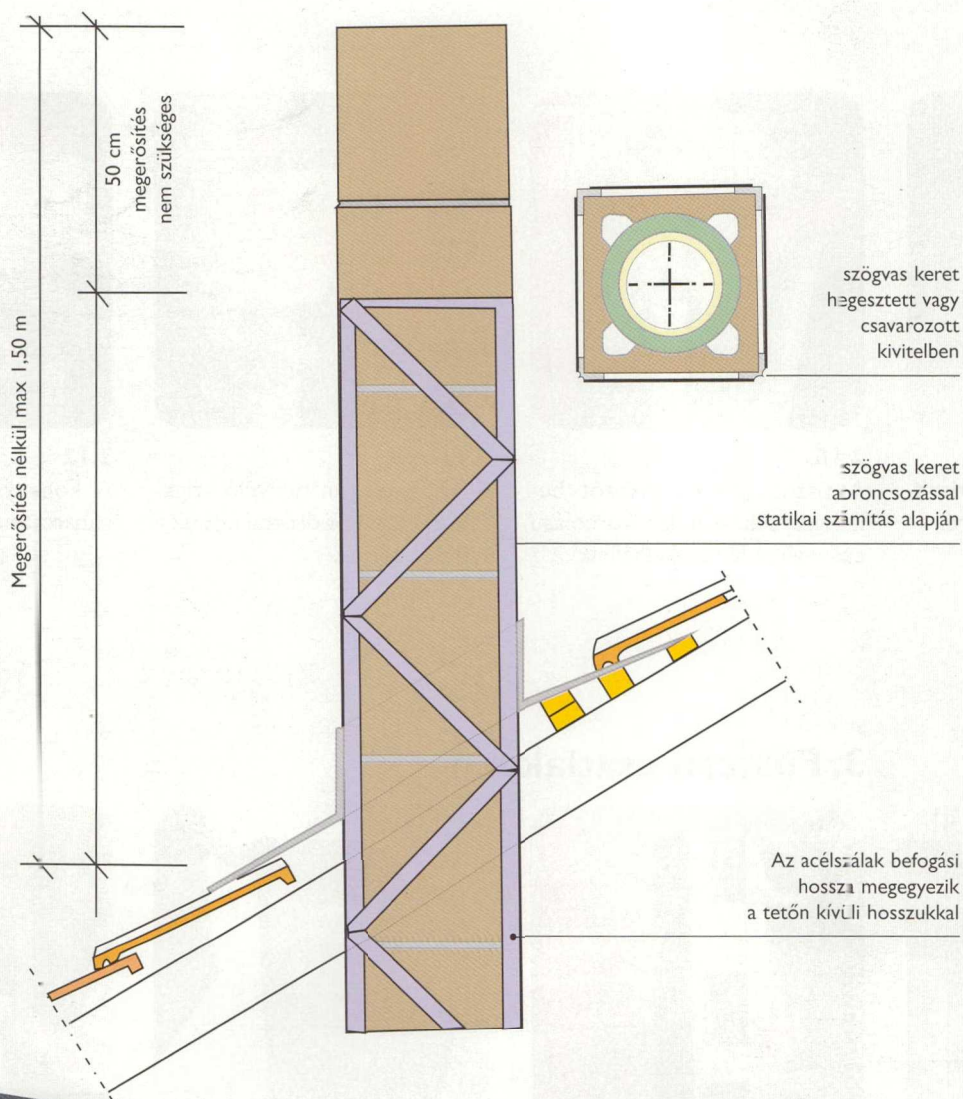 Megerősítés nélkül max 1,50 m
50 cm
megerősítés
nem szükséges
szögvas keret
hegesztett vagy
csavarozott
kivitelben
szögvas keret
abroncsozással
statikai számítás alapján
Az acélszálak befogási
hossza megegyezik
a tetőn kívüli hosszukkal